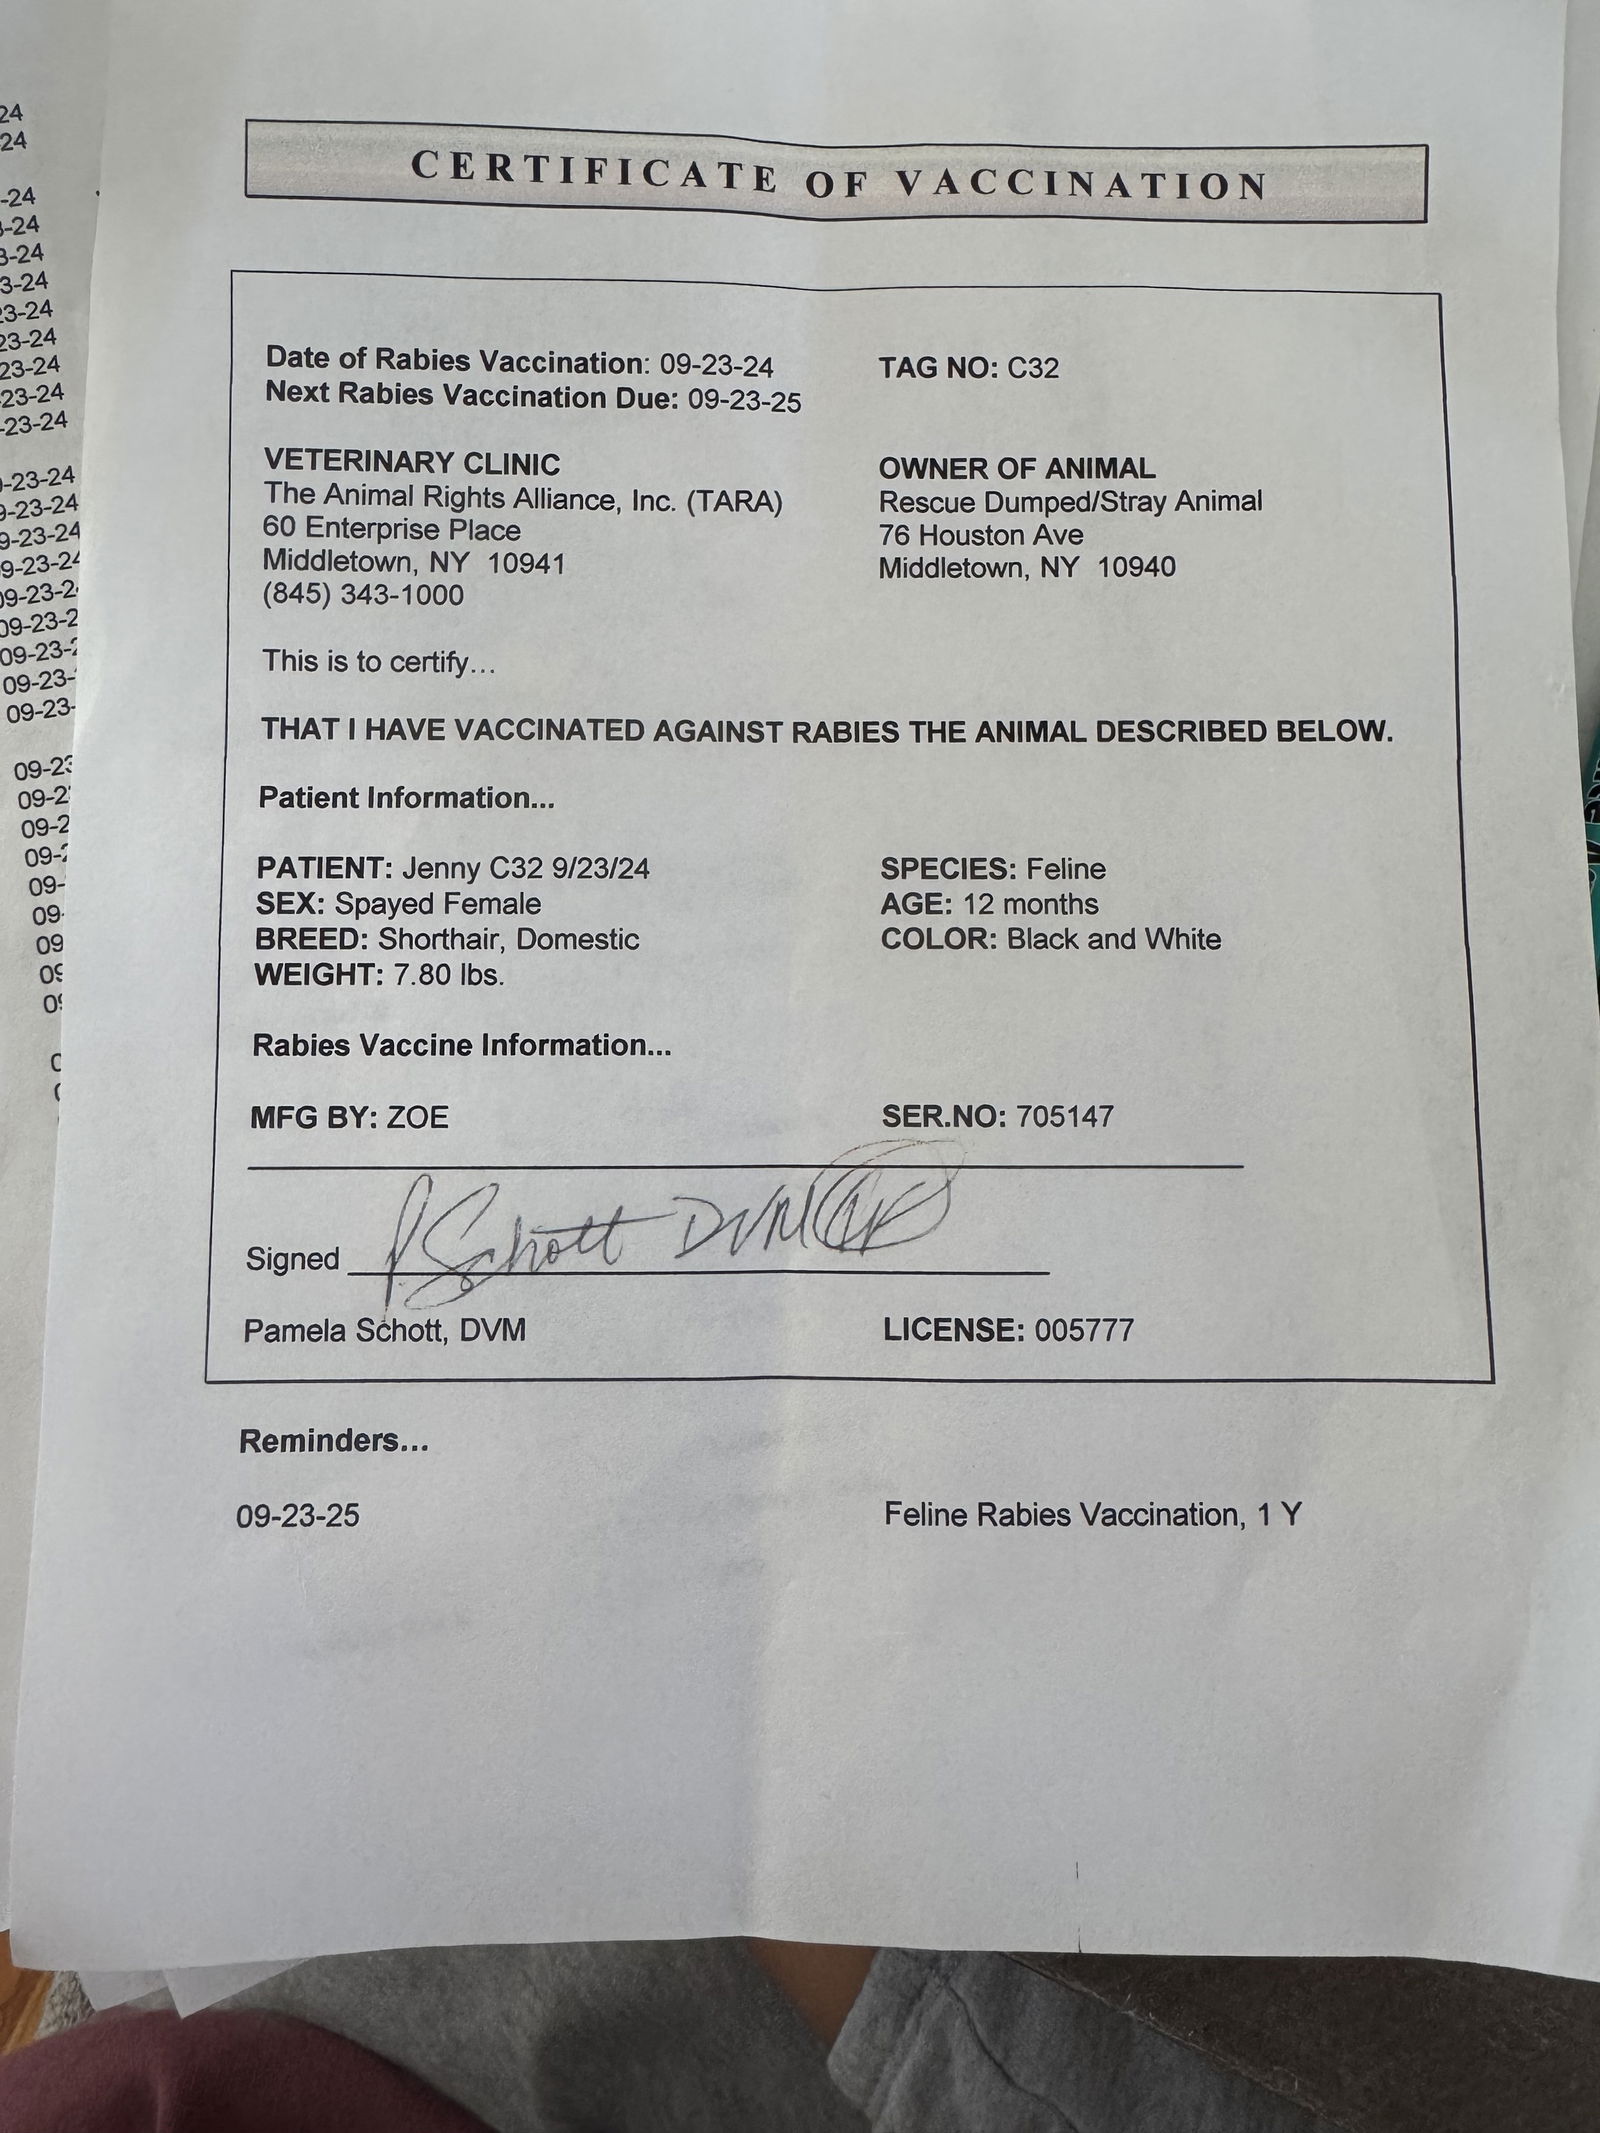 CERTIFICATE OF VACCINATION
Date of Rabies Vaccination: 09-23-24
TAG NO: C32
Next Rabies Vaccination Due: 09-23-25
VETERINARY CLINIC
The Animal Rights Alliance, Inc. (TARA)
60 Enterprise Place
Middletown, NY 10941
(845) 343-1000
OWNER OF ANIMAL
Rescue Dumped/Stray Animal
76 Houston Ave
Middletown, NY 10940
This is to certify...
THAT I HAVE VACCINATED AGAINST RABIES THE ANIMAL DESCRIBED BELOW.
Patient Information...
PATIENT: Jenny C32 9/23/24
SPECIES: Feline
SEX: Spayed Female
AGE: 12 months
BREED: Shorthair, Domestic
COLOR: Black and White
WEIGHT: 7.80 lbs.
Rabies Vaccine Information...
MFG BY: ZOE
SER.NO: 705147
Signed P. Schott DVM
Pamela Schott, DVM
LICENSE: 005777
Reminders...
09-23-25
Feline Rabies Vaccination, 1 Y